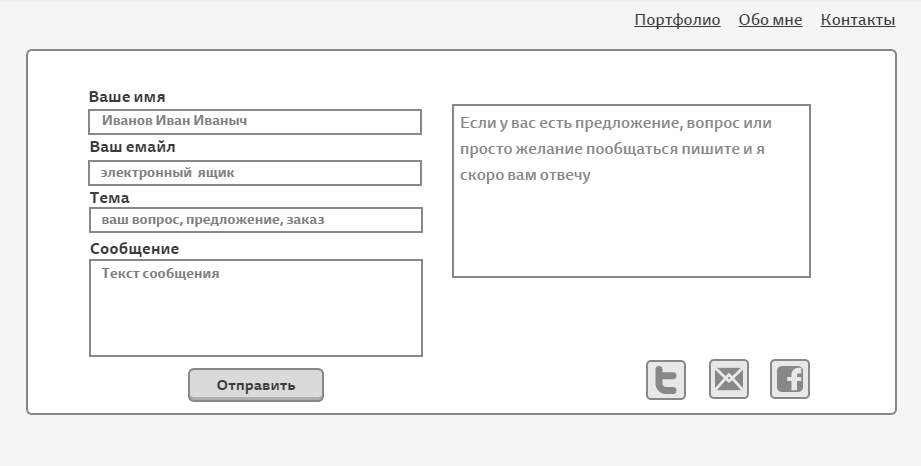 Портфолио Обо мне Контакты
Ваше имя
Иванов Иван Иваныч
Ваш емайл
электронный ящик
Тема
ваш вопрос, предложение, заказ
Сообщение
Текст сообщения
Отправить
Если у вас есть предложение, вопрос или
просто желание пообщаться пишите и я
скоро вам отвечу